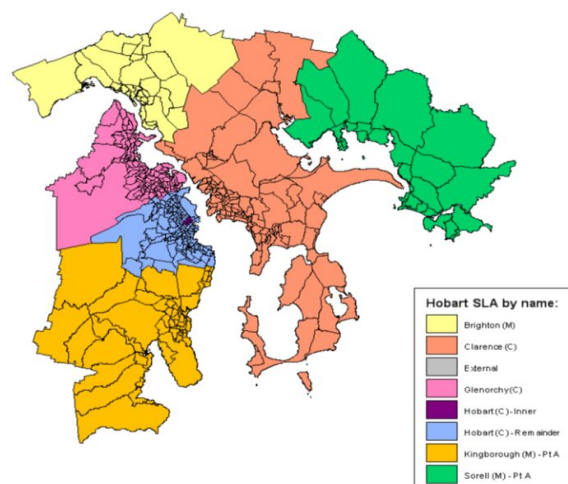 Hobart SLA by name:
Brighton (M)
Clarence (C)
External
Glenorchy (C)
Hobart (C) - Inner
Hobart (C) - Remainder
Kingborough (M) - Pt A
Sorell (M) - Pt A